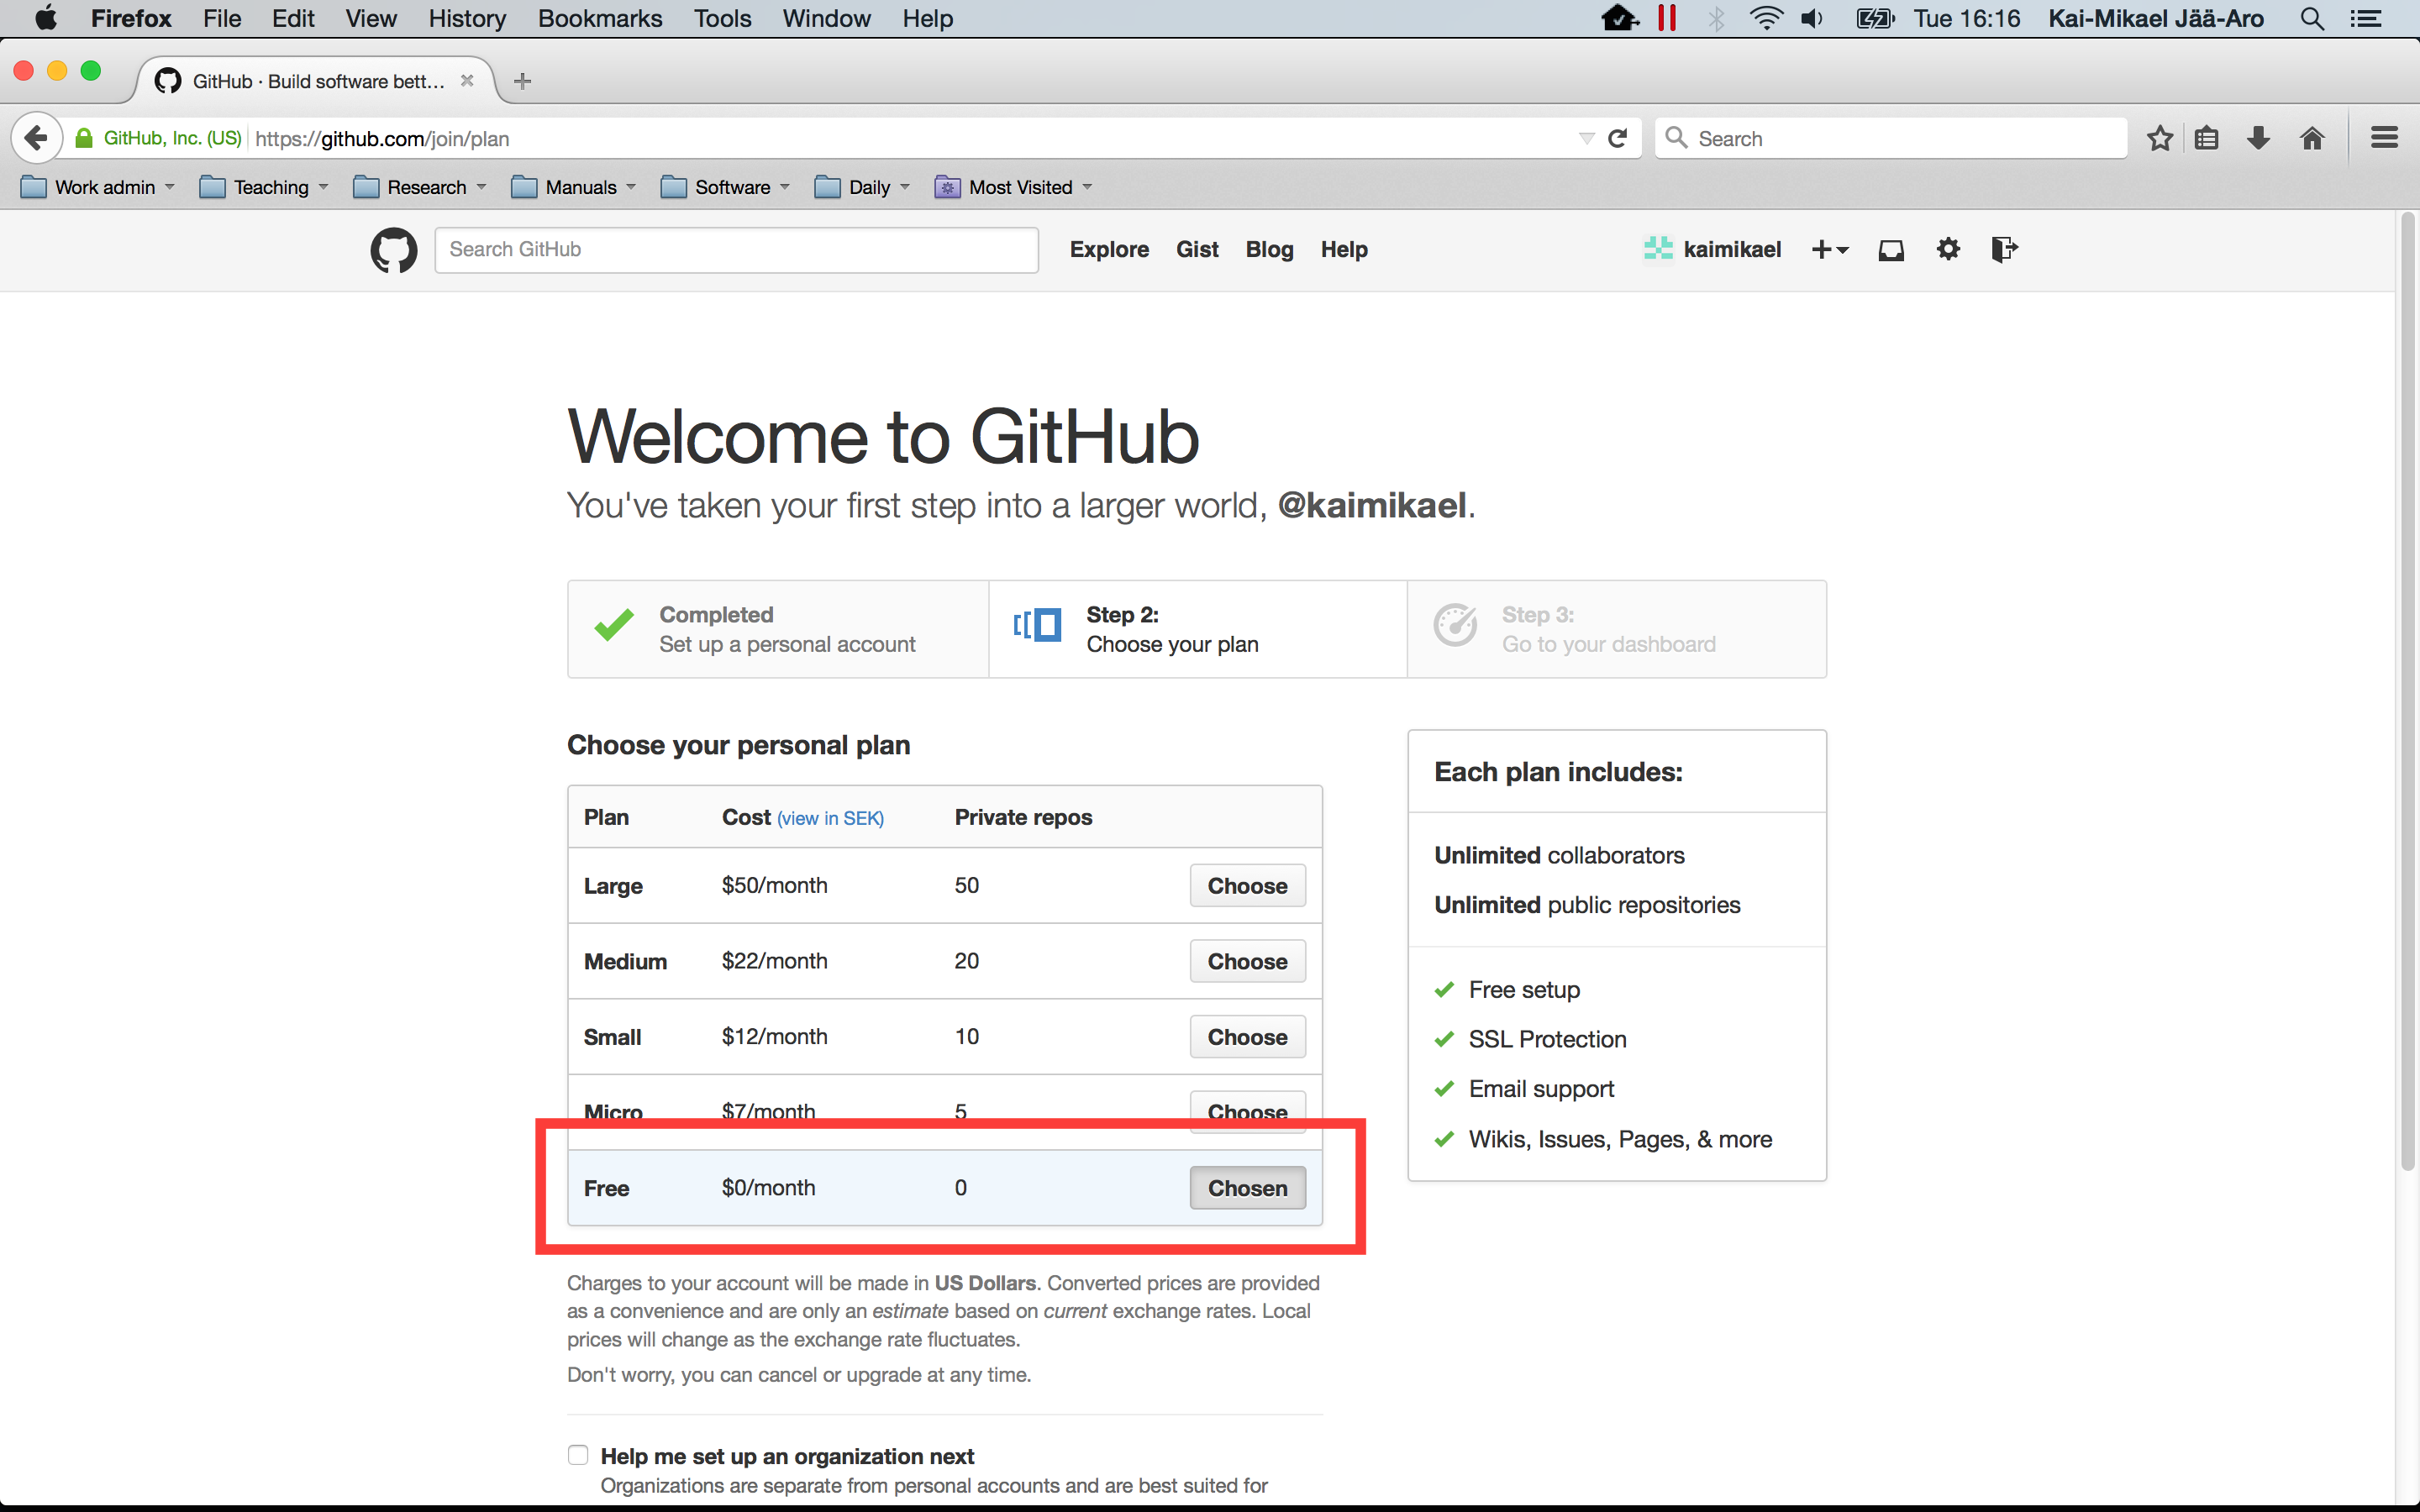 Firefox File Edit View History Bookmarks Tools Window Help Tue 16:16 Kai-Mikael Jää-Aro
GitHub · Build software bett...
GitHub, Inc. (US) https://github.com/join/plan Search
Work admin Teaching Research Manuals Software Daily Most Visited
Search GitHub Explore Gist Blog Help kaimikael
Welcome to GitHub
You've taken your first step into a larger world, @kaimikael.
Completed
Set up a personal account
Step 2:
Choose your plan
Step 3:
Go to your dashboard
Choose your personal plan
Plan Cost (view in SEK) Private repos
Large $50/month 50 Choose
Medium $22/month 20 Choose
Small $12/month 10 Choose
Micro $7/month 5 Choose
Free $0/month 0 Chosen
Charges to your account will be made in US Dollars. Converted prices are provided
as a convenience and are only an estimate based on current exchange rates. Local
prices will change as the exchange rate fluctuates.
Don't worry, you can cancel or upgrade at any time.
Help me set up an organization next
Organizations are separate from personal accounts and are best suited for
Each plan includes:
Unlimited collaborators
Unlimited public repositories
Free setup
SSL Protection
Email support
Wikis, Issues, Pages, & more